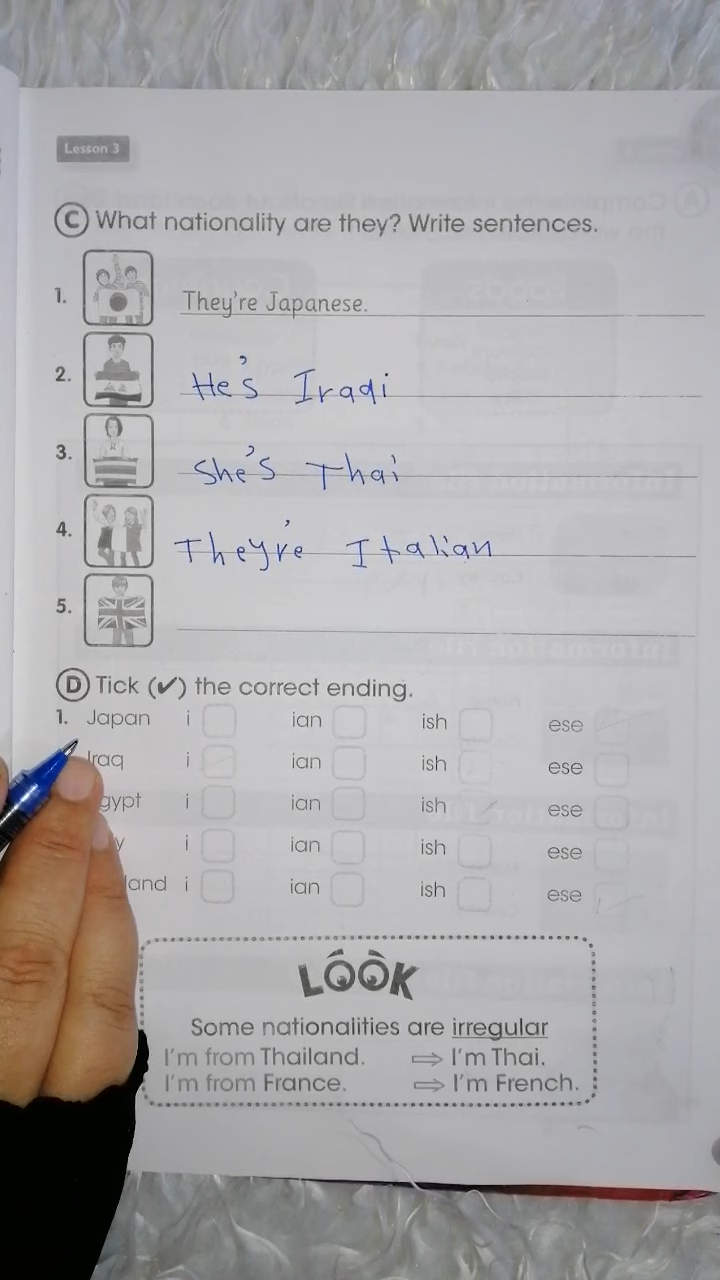 Lesson 3
C What nationality are they? Write sentences.
1. They're Japanese.
2. He's Iraqi
3. She's Thai
4. They're Italian
5.
D Tick (✔) the correct ending.
1. Japan i ian ish ese
Iraq i ian ish ese
gypt i ian ish ese
y i ian ish ese
land i ian ish ese
LOOK
Some nationalities are irregular
I'm from Thailand. ⇨ I'm Thai.
I'm from France. ⇨ I'm French.